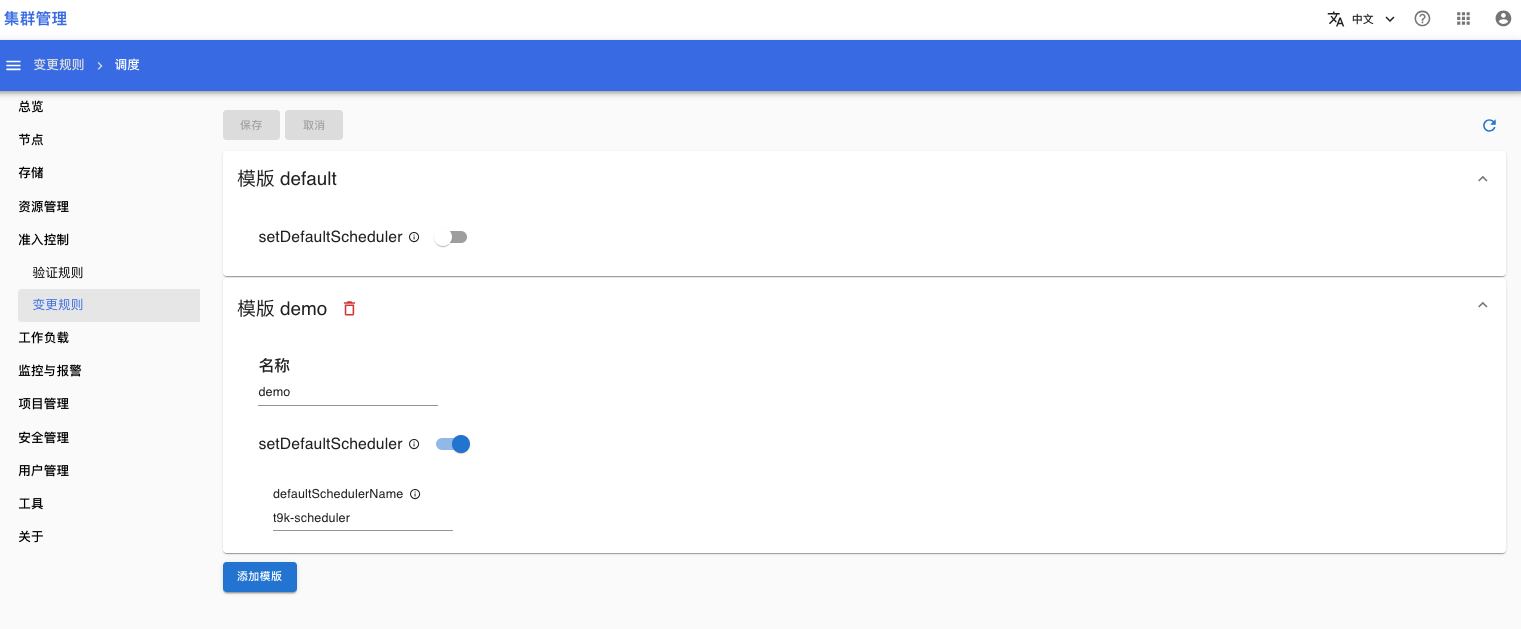 集群管理
中文
变更规则 > 调度
总览
节点
存储
资源管理
准入控制
验证规则
变更规则
工作负载
监控与报警
项目管理
安全管理
用户管理
工具
关于
保存 取消
模版 default
setDefaultScheduler
模版 demo
名称
demo
setDefaultScheduler
defaultSchedulerName
t9k-scheduler
添加模版